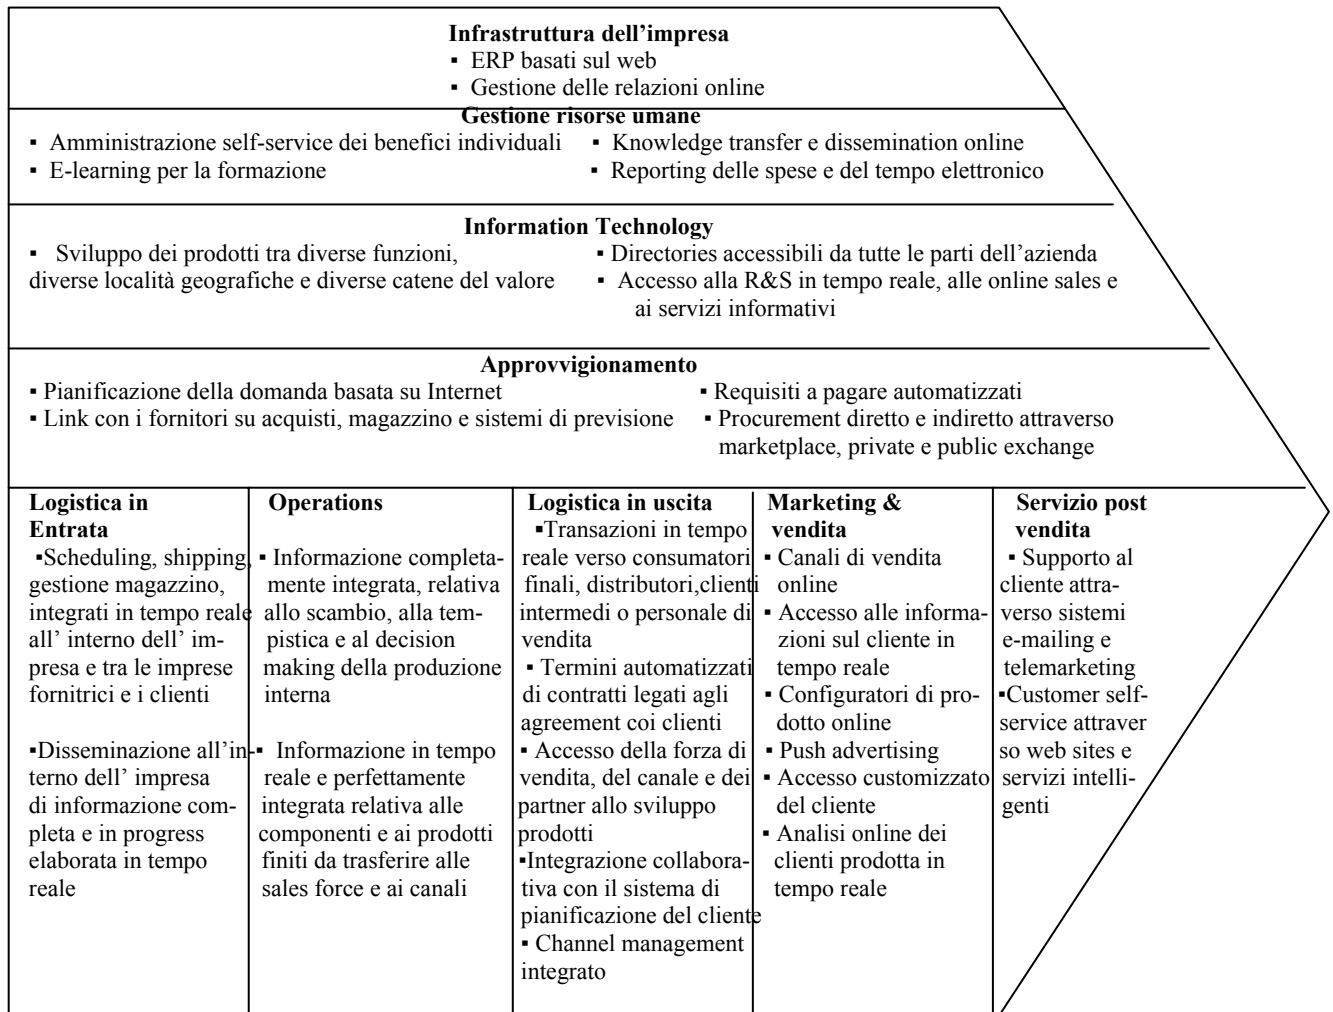 Infrastruttura dell'impresa
▪ ERP basati sul web
▪ Gestione delle relazioni online
Gestione risorse umane
▪ Amministrazione self-service dei benefici individuali
▪ E-learning per la formazione
▪ Knowledge transfer e dissemination online
▪ Reporting delle spese e del tempo elettronico
Information Technology
▪ Sviluppo dei prodotti tra diverse funzioni,
diverse località geografiche e diverse catene del valore
▪ Directories accessibili da tutte le parti dell'azienda
▪ Accesso alla R&S in tempo reale, alle online sales e
ai servizi informativi
Approvvigionamento
▪ Pianificazione della domanda basata su Internet
▪ Link con i fornitori su acquisti, magazzino e sistemi di previsione
▪ Requisiti a pagare automatizzati
▪ Procurement diretto e indiretto attraverso
marketplace, private e public exchange
Logistica in
Entrata
▪Scheduling, shipping,
gestione magazzino,
integrati in tempo reale
all' interno dell' im-
presa e tra le imprese
fornitrici e i clienti
▪Disseminazione all'in-
terno dell' impresa
di informazione com-
pleta e in progress
elaborata in tempo
reale
Operations
▪ Informazione completa-
mente integrata, relativa
allo scambio, alla tem-
pistica e al decision
making della produzione
interna
▪ Informazione in tempo
reale e perfettamente
integrata relativa alle
componenti e ai prodotti
finiti da trasferire alle
sales force e ai canali
Logistica in uscita
▪Transazioni in tempo
reale verso consumatori
finali, distributori,clienti
intermedi o personale di
vendita
▪ Termini automatizzati
di contratti legati agli
agreement coi clienti
▪ Accesso della forza di
vendita, del canale e dei
partner allo sviluppo
prodotti
▪Integrazione collabora-
tiva con il sistema di
pianificazione del cliente
▪ Channel management
integrato
Marketing &
vendita
▪ Canali di vendita
online
▪ Accesso alle informa-
zioni sul cliente in
tempo reale
▪ Configuratori di pro-
dotto online
▪ Push advertising
▪ Accesso customizzato
del cliente
▪ Analisi online dei
clienti prodotta in
tempo reale
Servizio post
vendita
▪ Supporto al
cliente attra-
verso sistemi
e-mailing e
telemarketing
▪Customer self-
service attraver
so web sites e
servizi intelli-
genti